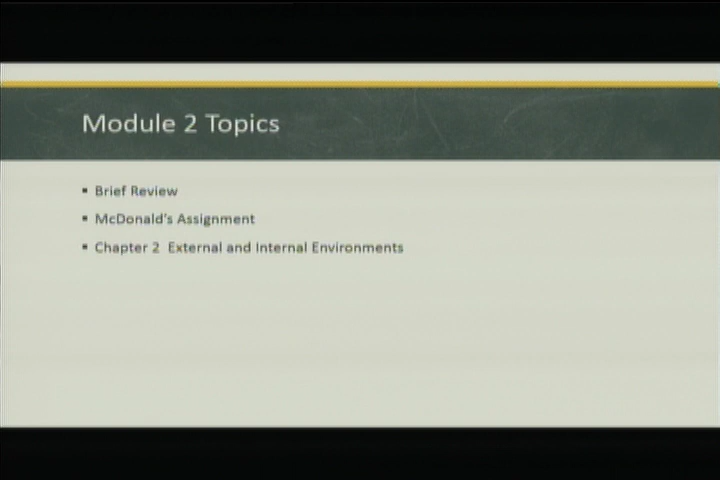 Module 2 Topics
Brief Review
McDonald's Assignment
Chapter 2 External and Internal Environments